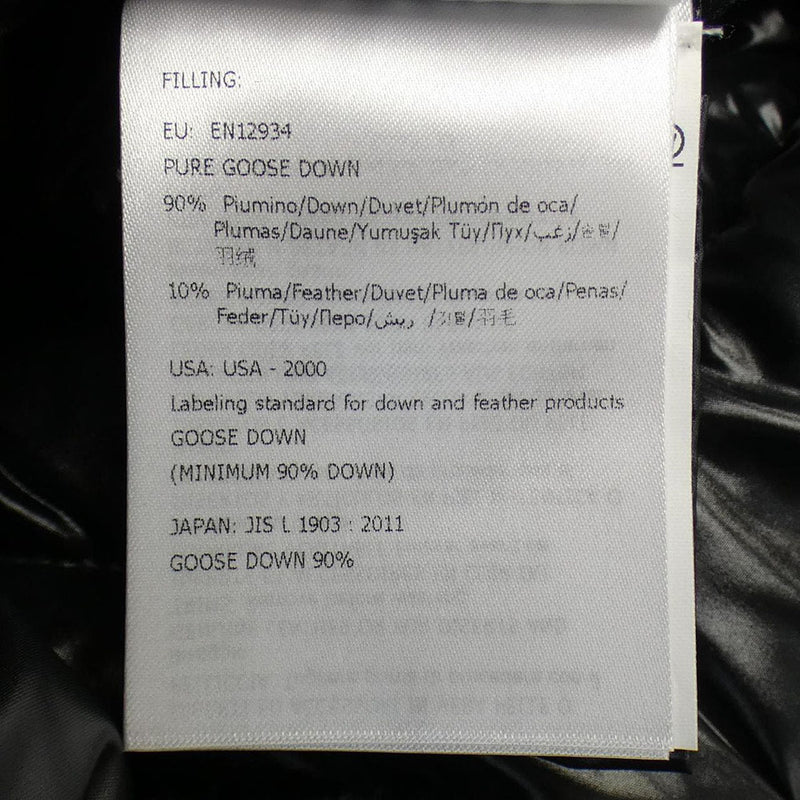 FILLING:
EU: EN12934
PURE GOOSE DOWN
90% Piumino/Down/Duvet/Plumón de oca/
Plumas/Daune/Yumuşak Tüy/Пух/زغب/솜털/
羽绒
10% Piuma/Feather/Duvet/Pluma de oca/Penas/
Feder/Tüy/Перо/ريش /깃털/羽毛
USA: USA - 2000
Labeling standard for down and feather products
GOOSE DOWN
(MINIMUM 90% DOWN)
JAPAN: JIS L 1903 : 2011
GOOSE DOWN 90%